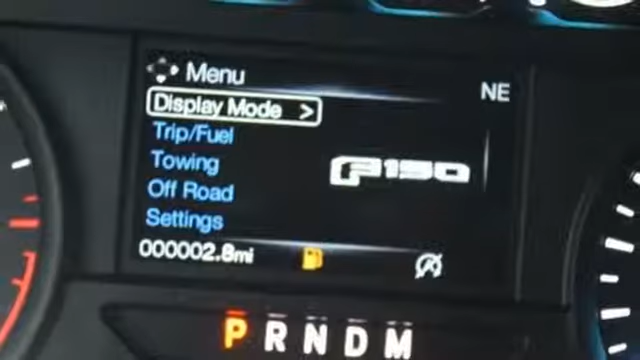 Menu
NE
Display Mode >
Trip/Fuel
Towing
F150
Off Road
Settings
000002.8mi
P R N D M